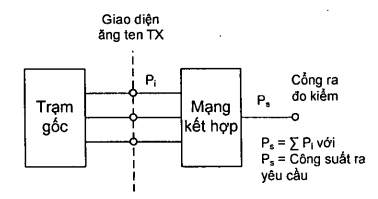 Giao diện
ăng ten TX
Trạm
gốc
Pi
Mạng
kết hợp
Ps
Cổng ra
đo kiểm
Ps = ∑ Pi với
Ps = Công suất ra
yêu cầu